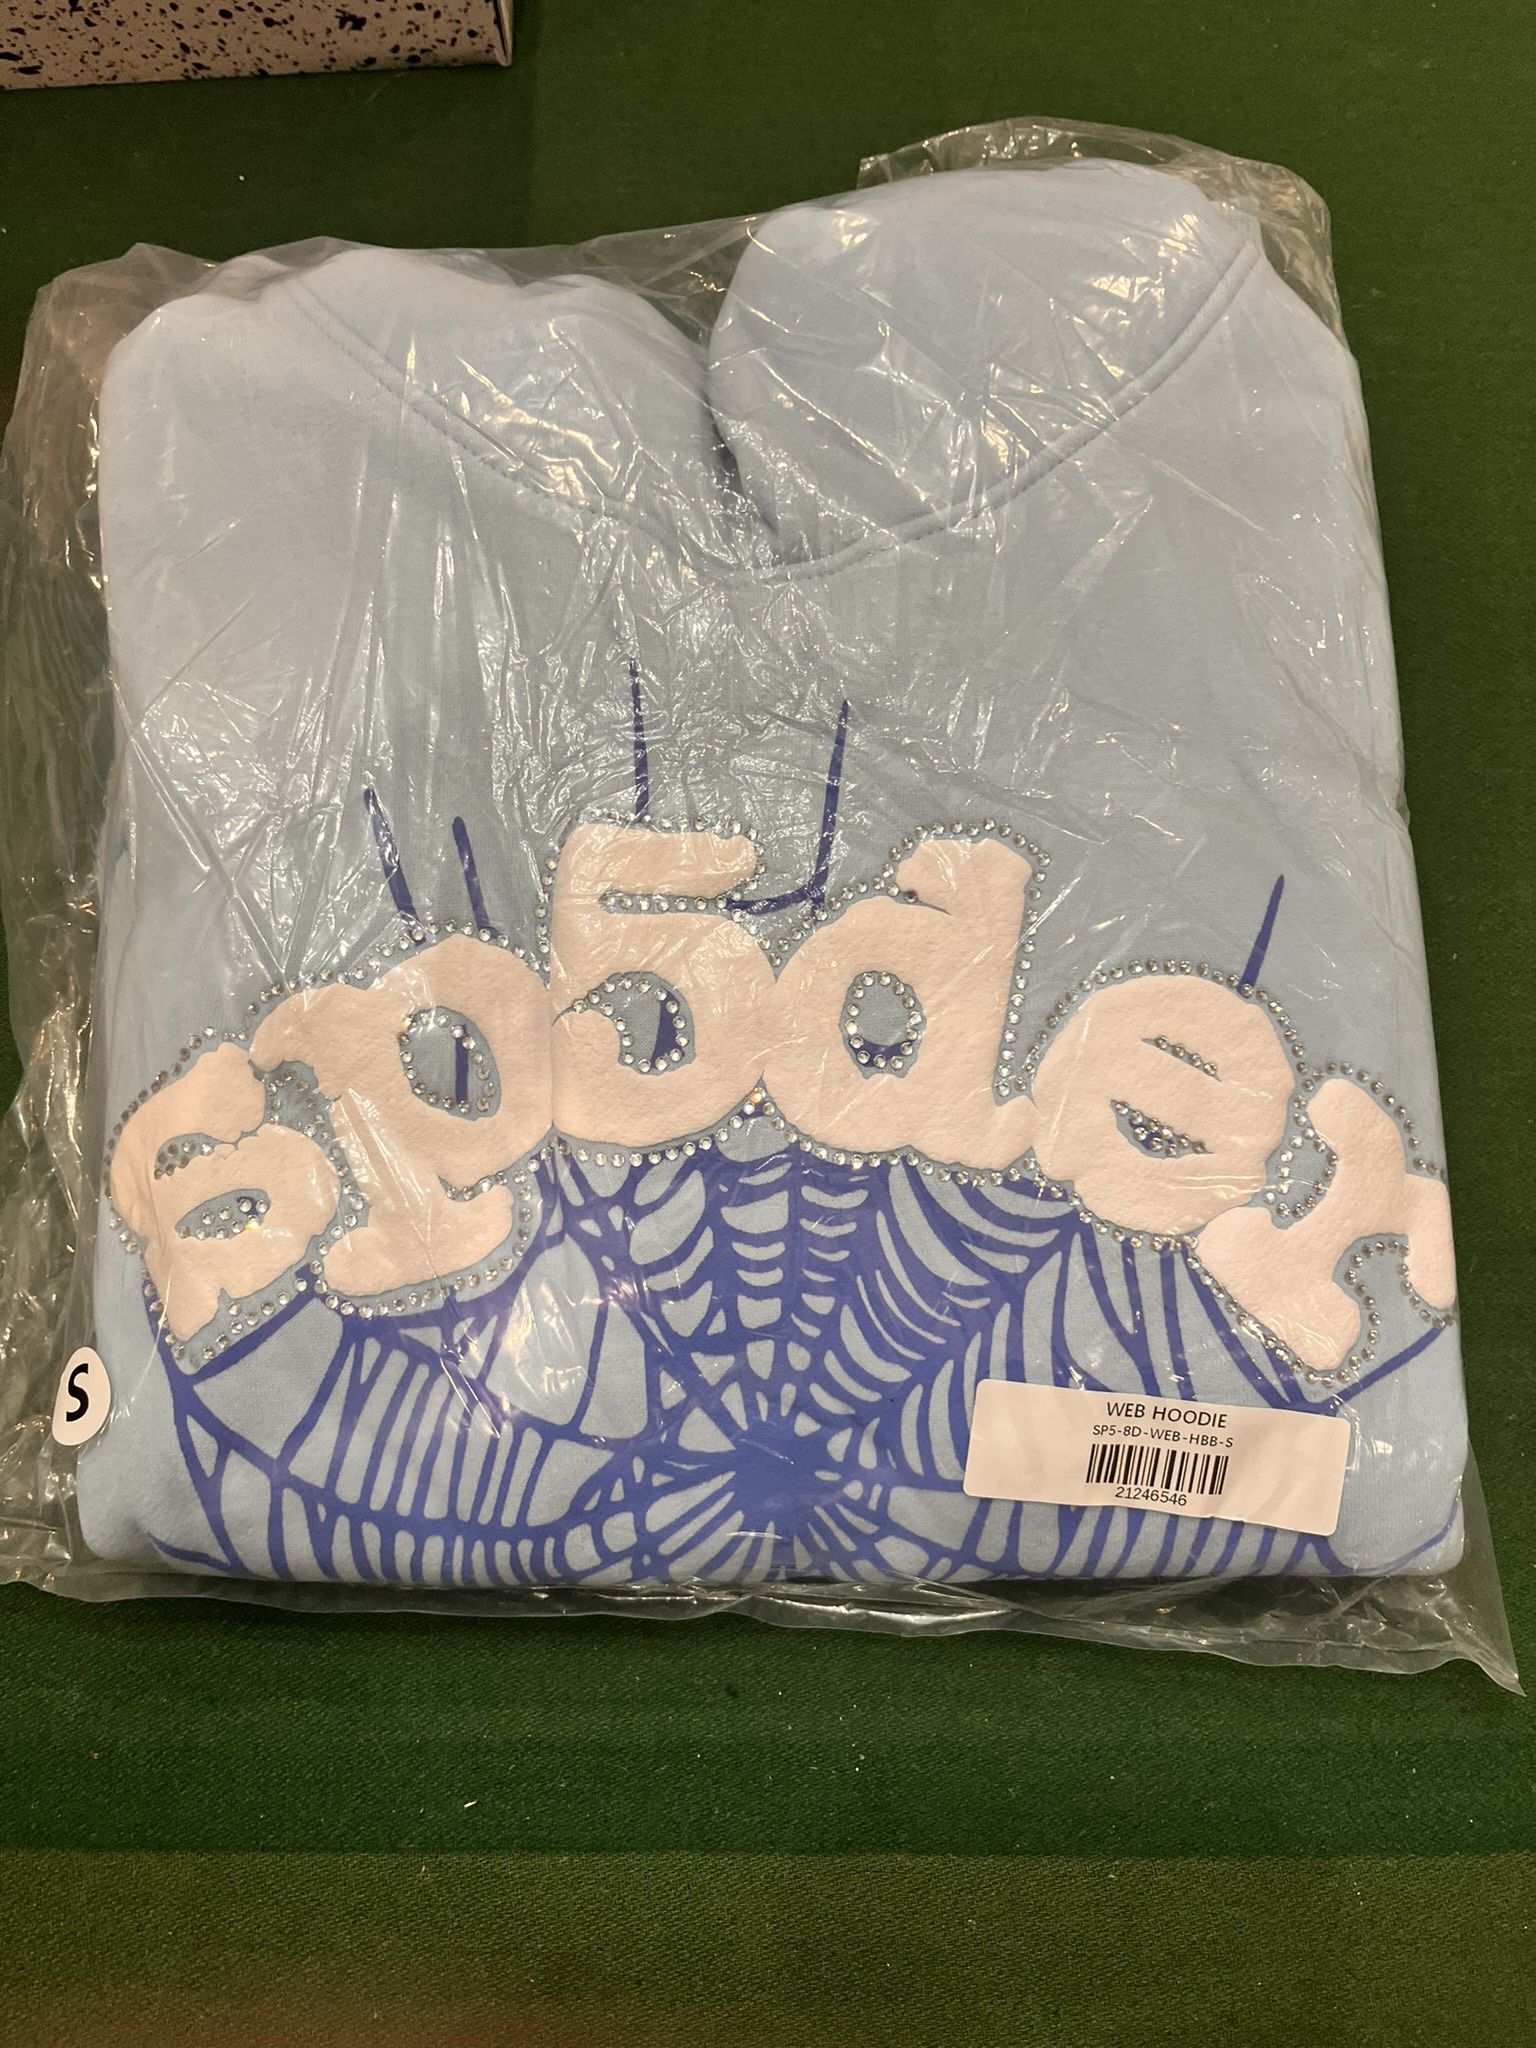 sp5der
S
WEB HOODIE
SP5-8D-WEB-HBB-S
21246546